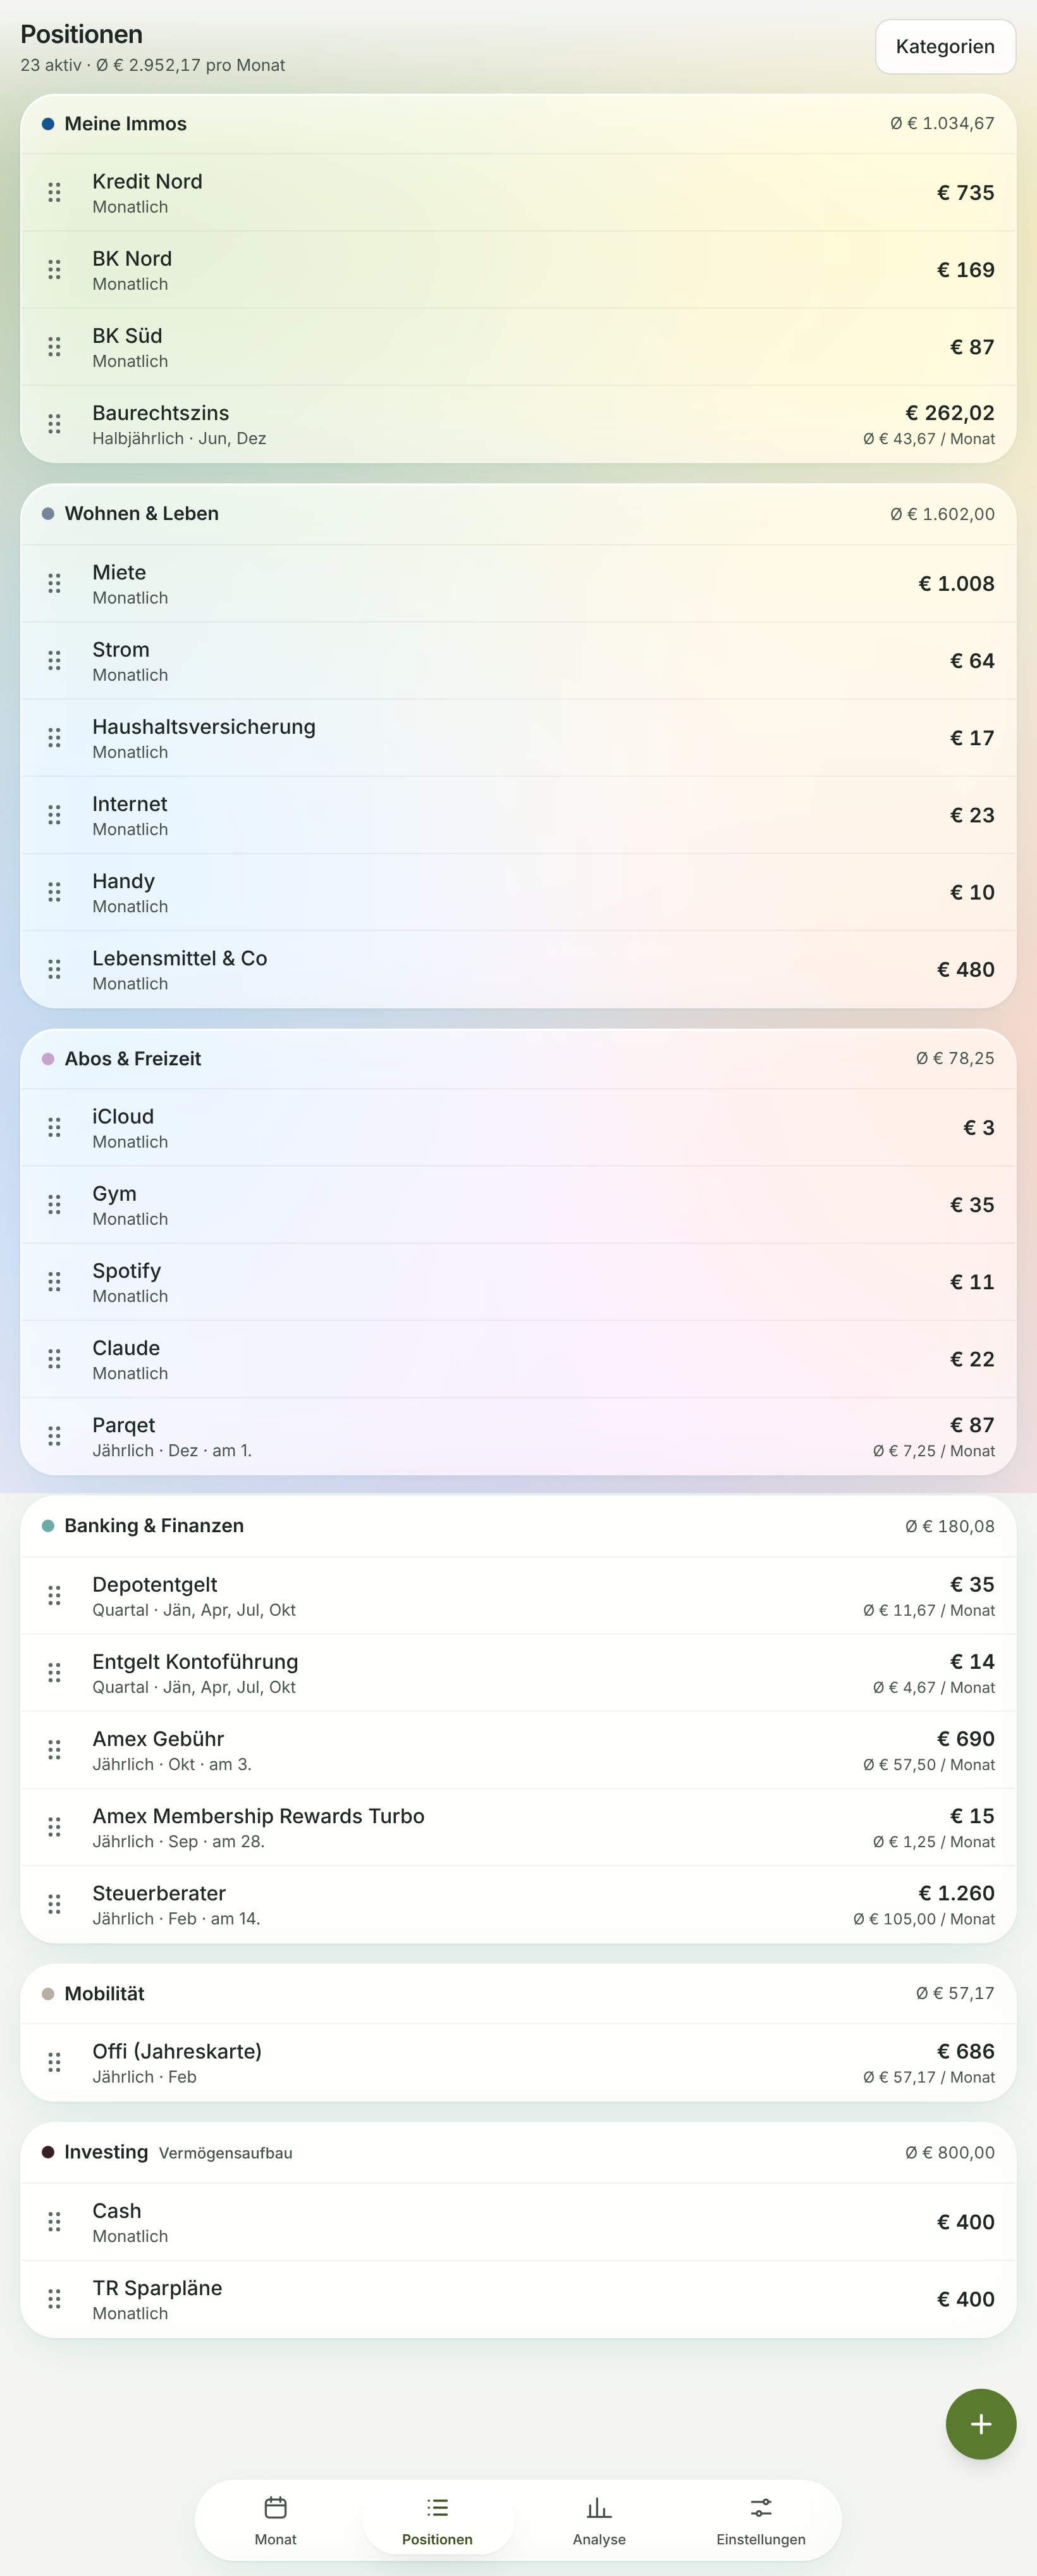 Positionen
23 aktiv · Ø € 2.952,17 pro Monat
Kategorien
Meine Immos Ø € 1.034,67
Kredit Nord
Monatlich
€ 735
BK Nord
Monatlich
€ 169
BK Süd
Monatlich
€ 87
Baurechtszins
Halbjährlich · Jun, Dez
€ 262,02
Ø € 43,67 / Monat
Wohnen & Leben Ø € 1.602,00
Miete
Monatlich
€ 1.008
Strom
Monatlich
€ 64
Haushaltsversicherung
Monatlich
€ 17
Internet
Monatlich
€ 23
Handy
Monatlich
€ 10
Lebensmittel & Co
Monatlich
€ 480
Abos & Freizeit Ø € 78,25
iCloud
Monatlich
€ 3
Gym
Monatlich
€ 35
Spotify
Monatlich
€ 11
Claude
Monatlich
€ 22
Parqet
Jährlich · Dez · am 1.
€ 87
Ø € 7,25 / Monat
Banking & Finanzen Ø € 180,08
Depotentgelt
Quartal · Jän, Apr, Jul, Okt
€ 35
Ø € 11,67 / Monat
Entgelt Kontoführung
Quartal · Jän, Apr, Jul, Okt
€ 14
Ø € 4,67 / Monat
Amex Gebühr
Jährlich · Okt · am 3.
€ 690
Ø € 57,50 / Monat
Amex Membership Rewards Turbo
Jährlich · Sep · am 28.
€ 15
Ø € 1,25 / Monat
Steuerberater
Jährlich · Feb · am 14.
€ 1.260
Ø € 105,00 / Monat
Mobilität Ø € 57,17
Offi (Jahreskarte)
Jährlich · Feb
€ 686
Ø € 57,17 / Monat
Investing Vermögensaufbau Ø € 800,00
Cash
Monatlich
€ 400
TR Sparpläne
Monatlich
€ 400
Monat
Positionen
Analyse
Einstellungen